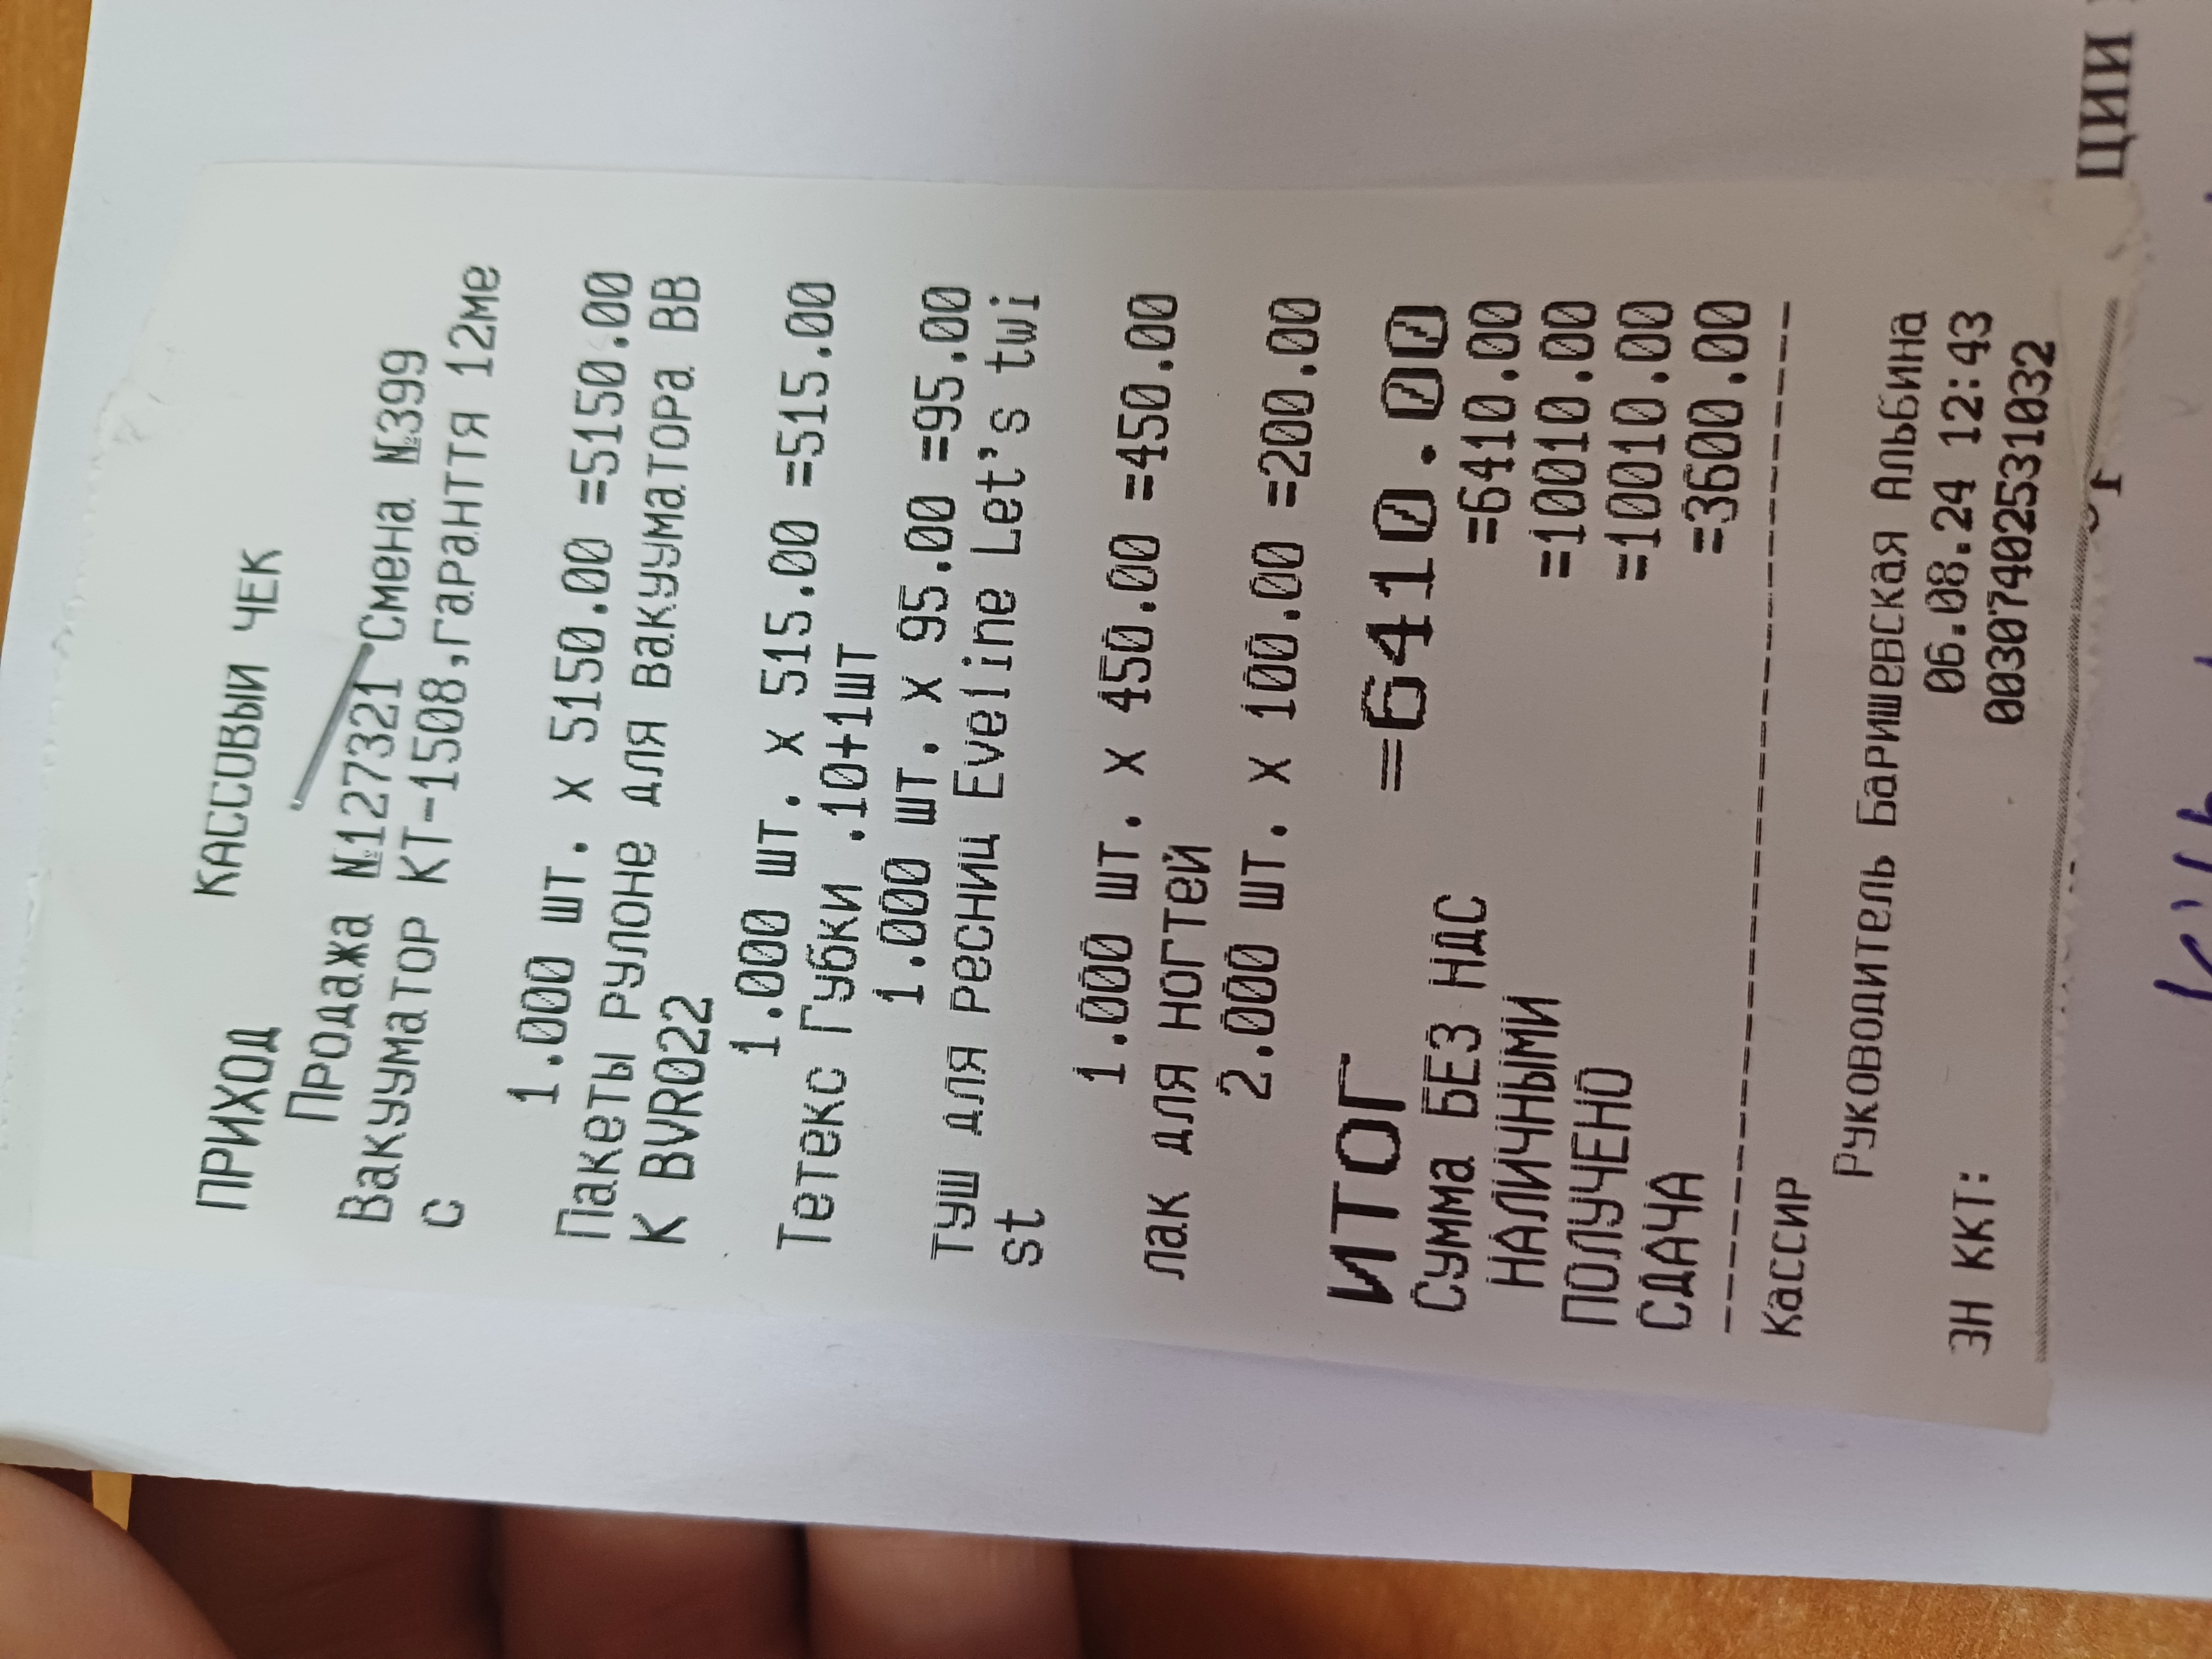 ПРИХОД КАССОВЫЙ ЧЕК
Продажа №127321 Смена №399
Вакууматор КТ-1508,гаранття 12ме
с
1.000 шт. х 5150.00 =5150.00
Пакеты рулоне для вакууматора BB
K BVR022
1.000 шт. х 515.00 =515.00
Тетекс Губки .10+1шт
1.000 шт. х 95.00 =95.00
туш для ресниц Eveline Let's twi
st
1.000 шт. х 450.00 =450.00
лак для ногтей
2.000 шт. х 100.00 =200.00
ИТОГ =6410.00
Сумма БЕЗ НДС =6410.00
НАЛИЧНЫМИ =10010.00
ПОЛУЧЕНО =10010.00
СДАЧА =3600.00
Кассир
Руководитель Баришевская Альбина
06.08.24 12:43
ЗН ККТ: 00307402531032
ции